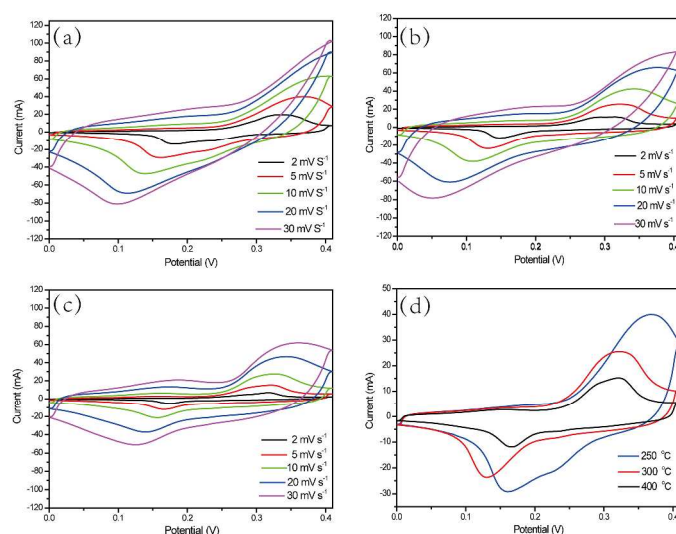 (a)
120
100
80
60
40
20
0
-20
-40
-60
-80
-100
-120
Current (mA)
0.0 0.1 0.2 0.3 0.4
Potential (V)
2 mV S-1
5 mV S-1
10 mV S-1
20 mV S-1
30 mV S-1
(b)
120
100
80
60
40
20
0
-20
-40
-60
-80
-100
-120
Current (mA)
0.0 0.1 0.2 0.3 0.4
Potential (V)
2 mV s-1
5 mV s-1
10 mV s-1
20 mV s-1
30 mV s-1
(c)
120
100
80
60
40
20
0
-20
-40
-60
-80
-100
Current (mA)
0.0 0.1 0.2 0.3 0.4
Potential (V)
2 mV s-1
5 mV s-1
10 mV s-1
20 mV s-1
30 mV s-1
(d)
50
40
30
20
10
0
-10
-20
-30
Current (mA)
0.0 0.1 0.2 0.3 0.4
Potential (V)
250 °C
300 °C
400 °C